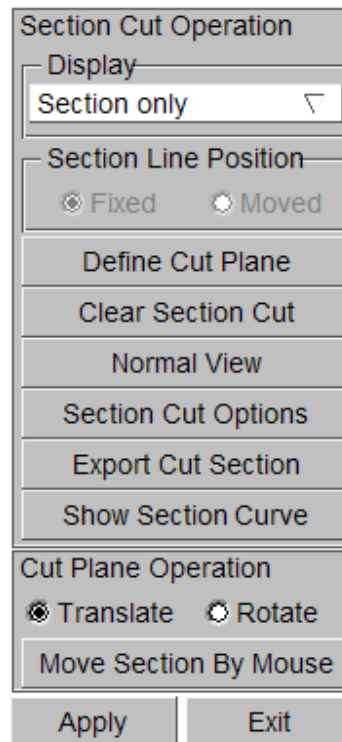 Section Cut Operation
Display
Section only
Section Line Position
Fixed Moved
Define Cut Plane
Clear Section Cut
Normal View
Section Cut Options
Export Cut Section
Show Section Curve
Cut Plane Operation
Translate Rotate
Move Section By Mouse
Apply Exit